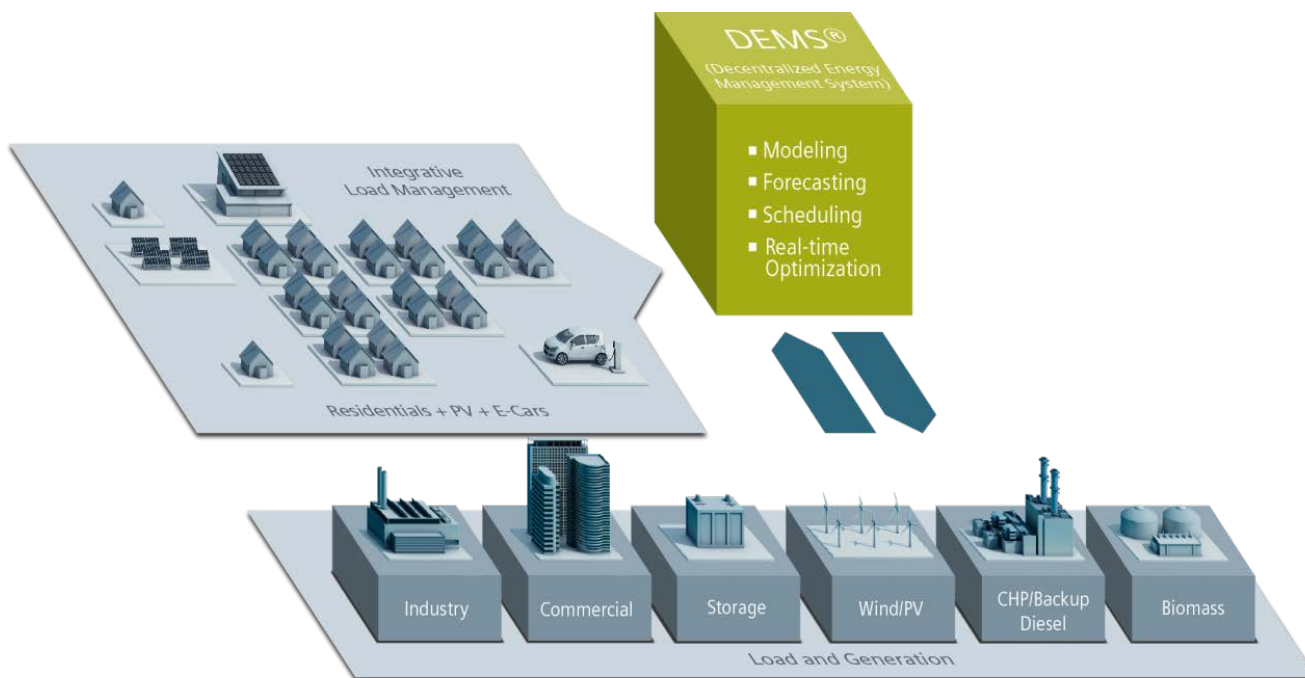 DEMS®
(Decentralized Energy
Management System)
▪ Modeling
▪ Forecasting
▪ Scheduling
▪ Real-time
Optimization
Integrative
Load Management
Residentials + PV + E-Cars
Industry
Commercial
Storage
Wind/PV
CHP/Backup
Diesel
Biomass
Load and Generation